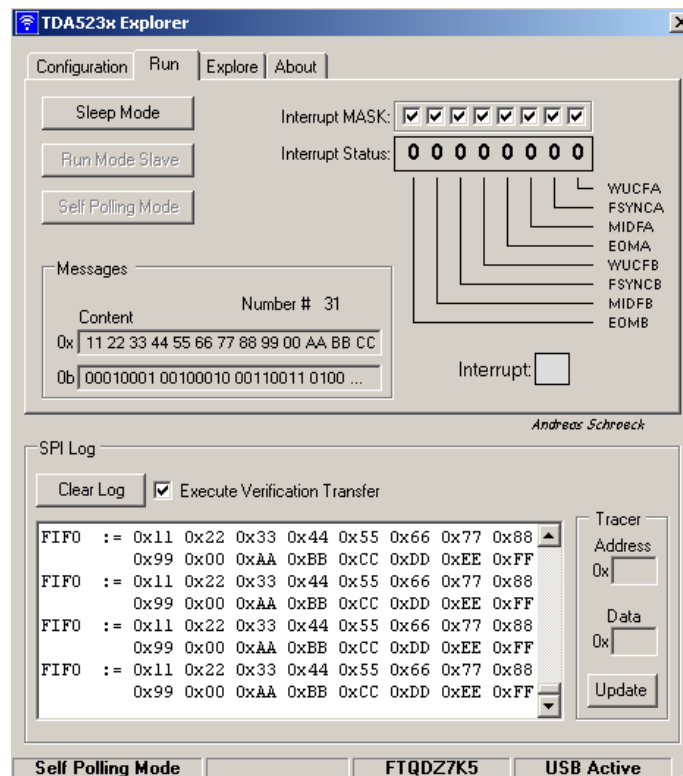 TDA523x Explorer
Configuration Run Explore About
Sleep Mode
Run Mode Slave
Self Polling Mode
Interrupt MASK:
Interrupt Status: 0 0 0 0 0 0 0 0
WUCFA
FSYNCA
MIDFA
EOMA
WUCFB
FSYNCB
MIDFB
EOMB
Messages
Number # 31
Content
0x 11 22 33 44 55 66 77 88 99 00 AA BB CC
0b 00010001 00100010 00110011 0100 ...
Interrupt:
Andreas Schroeck
SPI Log
Clear Log Execute Verification Transfer
FIFO := 0x11 0x22 0x33 0x44 0x55 0x66 0x77 0x88
0x99 0x00 0xAA 0xBB 0xCC 0xDD 0xEE 0xFF
FIFO := 0x11 0x22 0x33 0x44 0x55 0x66 0x77 0x88
0x99 0x00 0xAA 0xBB 0xCC 0xDD 0xEE 0xFF
FIFO := 0x11 0x22 0x33 0x44 0x55 0x66 0x77 0x88
0x99 0x00 0xAA 0xBB 0xCC 0xDD 0xEE 0xFF
FIFO := 0x11 0x22 0x33 0x44 0x55 0x66 0x77 0x88
0x99 0x00 0xAA 0xBB 0xCC 0xDD 0xEE 0xFF
Tracer
Address
0x
Data
0x
Update
Self Polling Mode FTQDZ7K5 USB Active